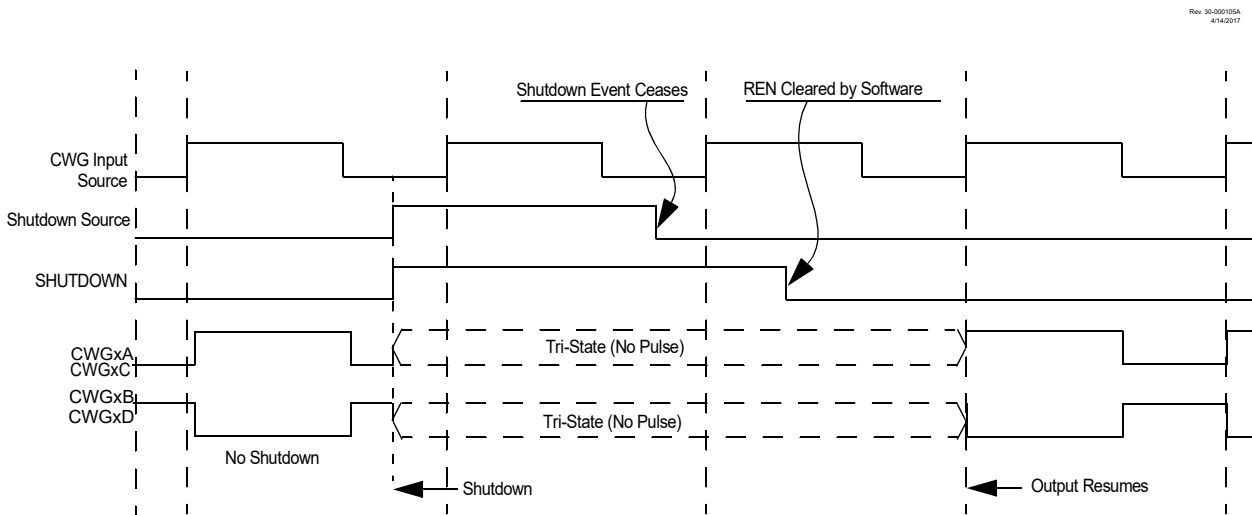 Rev. 30-000105A
4/14/2017
Shutdown Event Ceases
REN Cleared by Software
CWG Input
Source
Shutdown Source
SHUTDOWN
CWGxA
CWGxC
Tri-State (No Pulse)
CWGxB
CWGxD
Tri-State (No Pulse)
No Shutdown
Shutdown
Output Resumes